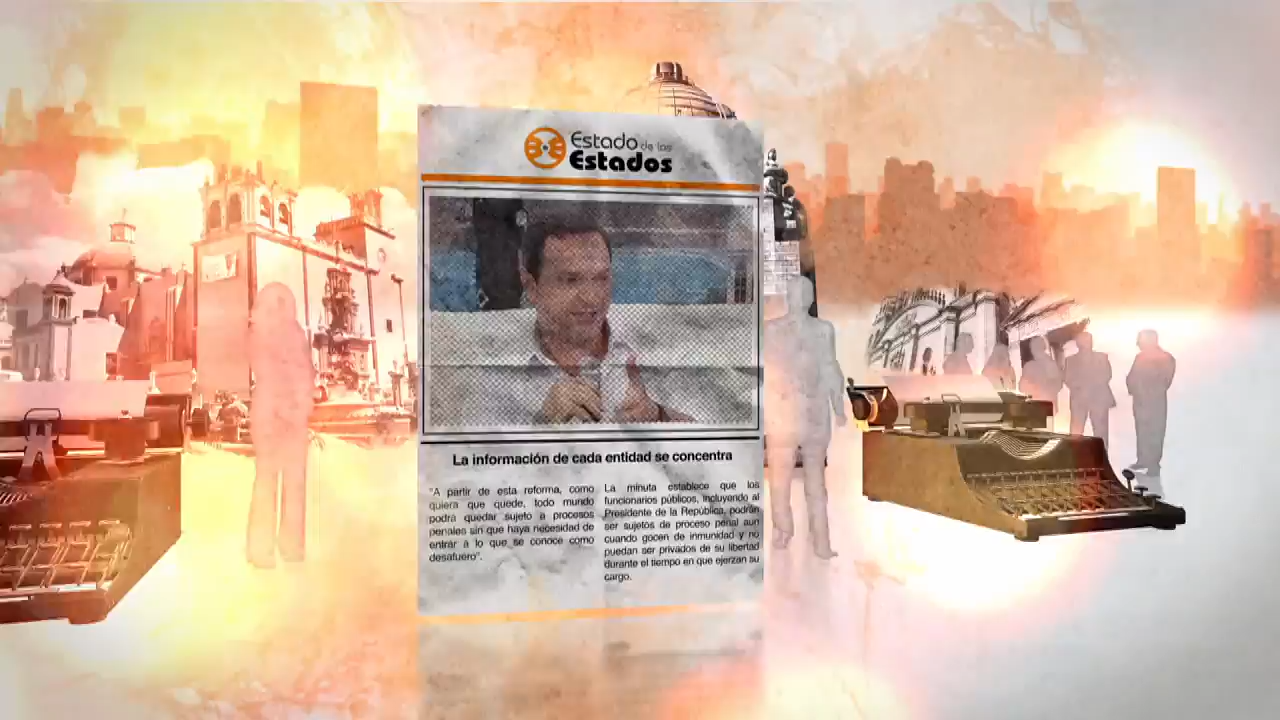 Estado de los
Estados
La información de cada entidad se concentra
"A partir de esta reforma, como
quiera que quede, todo mundo
podrá quedar sujeto a procesos
penales sin que haya necesidad de
entrar a lo que se conoce como
desafuero".
La minuta establece que los
funcionarios públicos, incluyendo al
Presidente de la República, podrán
ser sujetos de proceso penal aun
cuando gocen de inmunidad y no
puedan ser privados de su libertad
durante el tiempo en que ejerzan su
cargo.